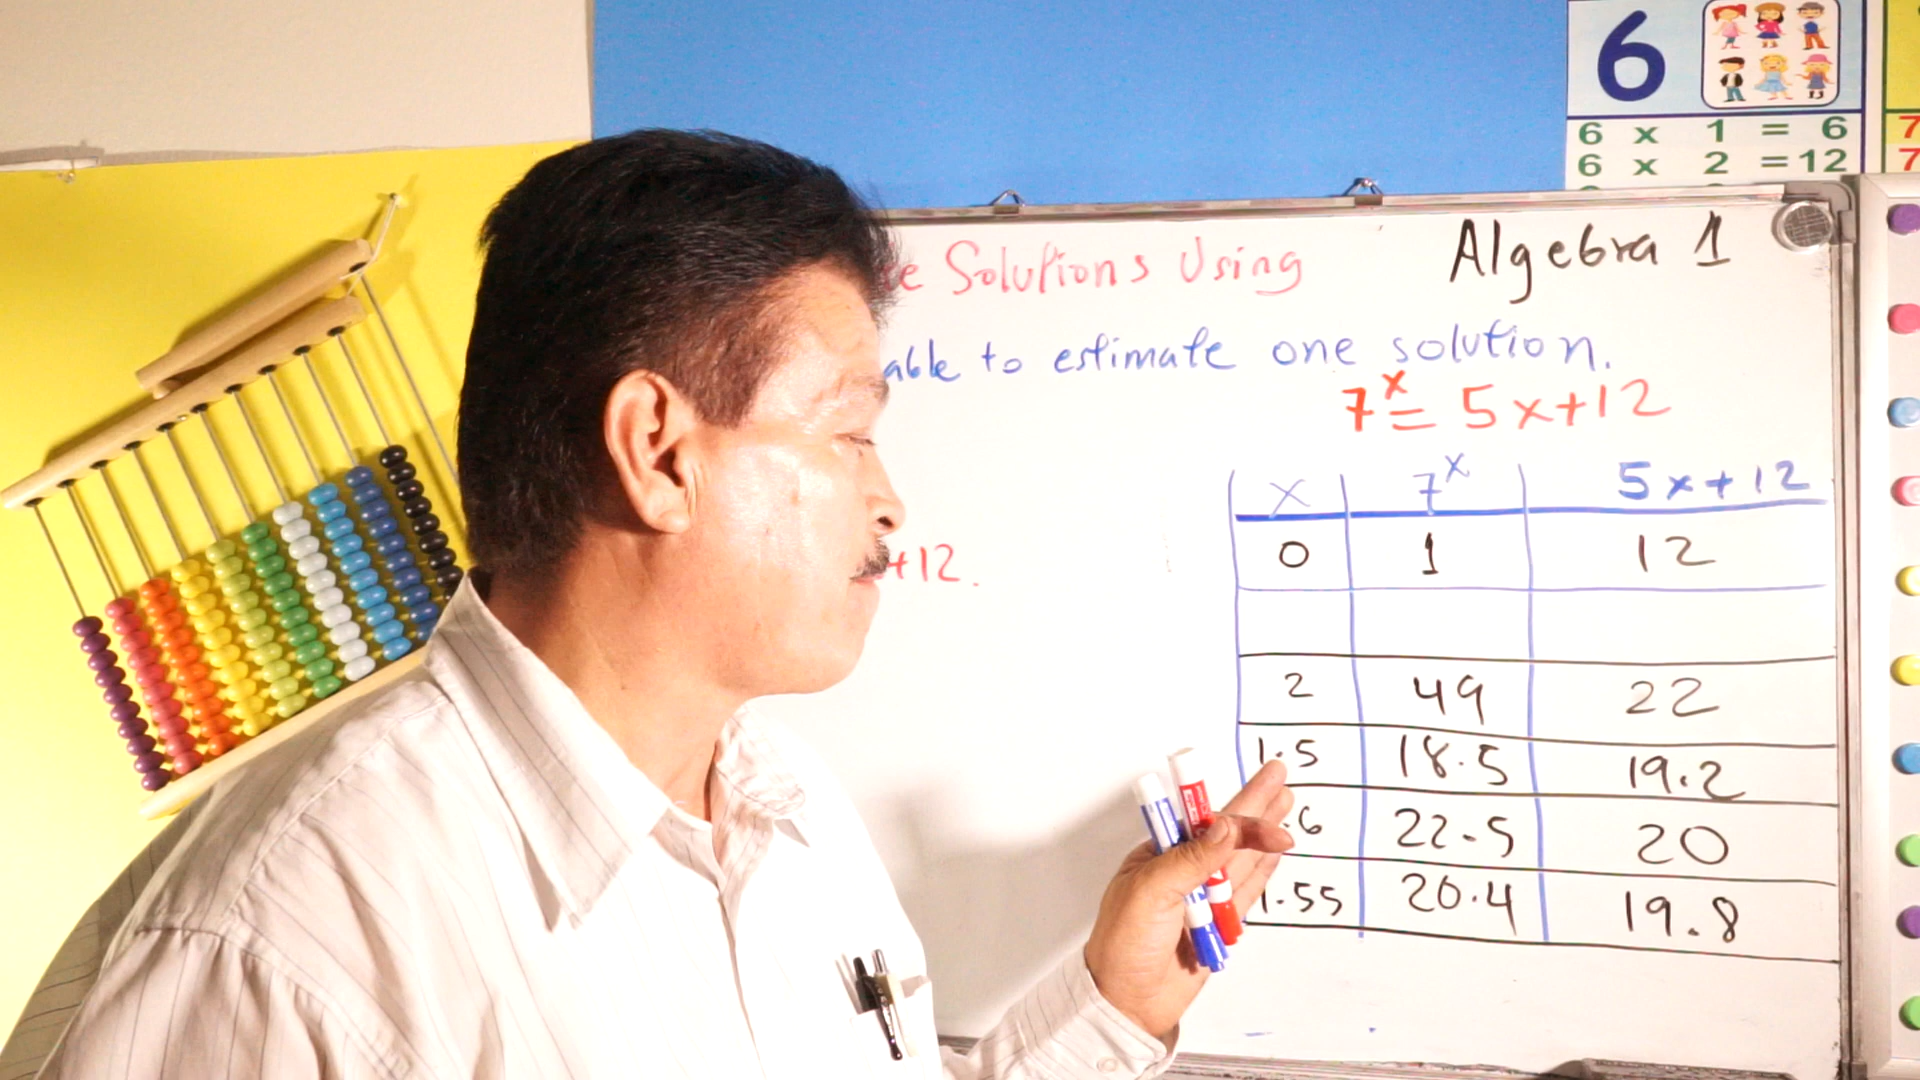 6
6 x 1 = 6
6 x 2 = 12
7
7
Algebra 1
Solutions Using
able to estimate one solution.
7ˣ = 5x+12
x 7ˣ 5x+12
0 1 12
+12.
2 49 22
1.5 18.5 19.2
.6 22.5 20
1.55 20.4 19.8